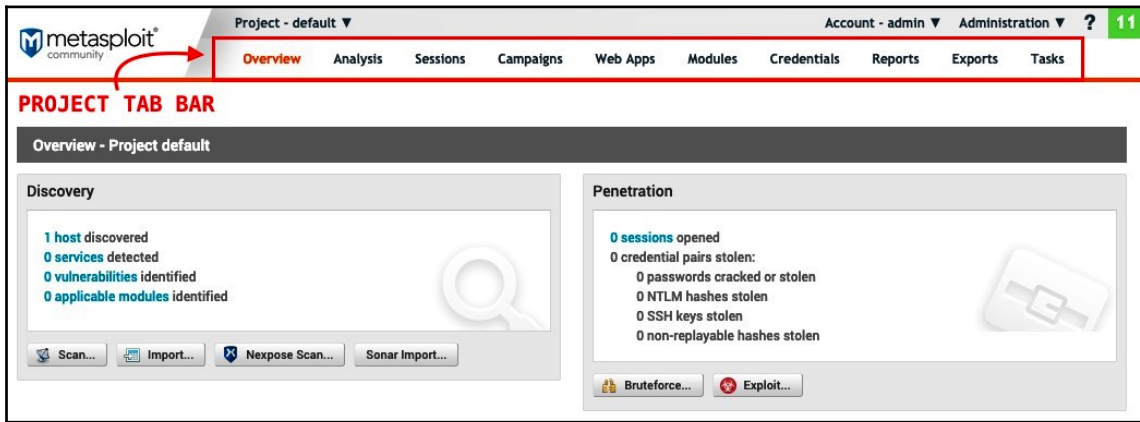 Project - default ▼ Account - admin ▼ Administration ▼ ? 11
metasploit®
community
Overview Analysis Sessions Campaigns Web Apps Modules Credentials Reports Exports Tasks
PROJECT TAB BAR
Overview - Project default
Discovery
1 host discovered
0 services detected
0 vulnerabilities identified
0 applicable modules identified
Scan... Import... Nexpose Scan... Sonar Import...
Penetration
0 sessions opened
0 credential pairs stolen:
0 passwords cracked or stolen
0 NTLM hashes stolen
0 SSH keys stolen
0 non-replayable hashes stolen
Bruteforce... Exploit...